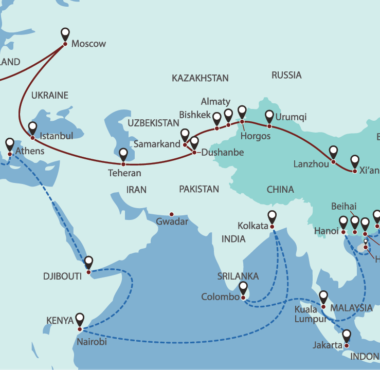 Moscow
LAND
RUSSIA
KAZAKHSTAN
UKRAINE
Almaty
Bishkek
Urumqi
UZBEKISTAN
Istanbul
Horgos
Samarkand
Athens
Dushanbe
Lanzhou
Xi'an
Teheran
IRAN
PAKISTAN
CHINA
Beihai
Gwadar
Kolkata
Hanoi
INDIA
H
DJIBOUTI
SRILANKA
Colombo
Kuala
Lumpur
MALAYSIA
KENYA
Nairobi
Jakarta
INDON